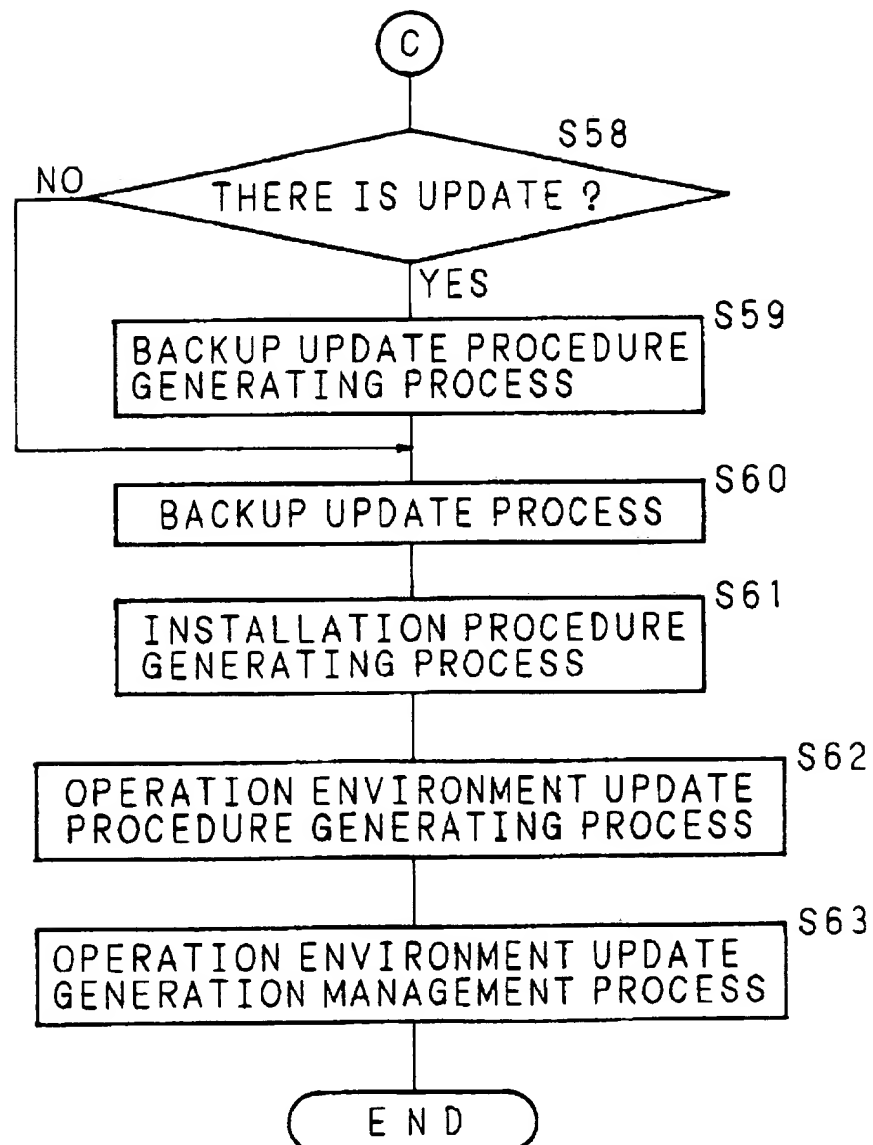 C
S58
NO
THERE IS UPDATE ?
YES
S59
BACKUP UPDATE PROCEDURE
GENERATING PROCESS
S60
BACKUP UPDATE PROCESS
S61
INSTALLATION PROCEDURE
GENERATING PROCESS
S62
OPERATION ENVIRONMENT UPDATE
PROCEDURE GENERATING PROCESS
S63
OPERATION ENVIRONMENT UPDATE
GENERATION MANAGEMENT PROCESS
END